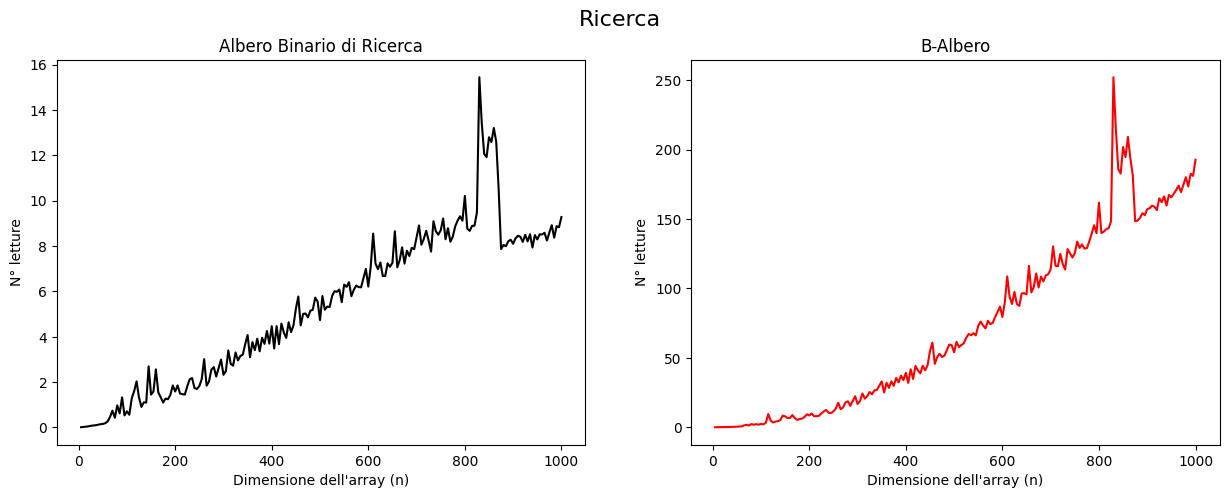 Ricerca
Albero Binario di Ricerca
N° letture
16
14
12
10
8
6
4
2
0
0 200 400 600 800 1000
Dimensione dell'array (n)
B-Albero
N° letture
250
200
150
100
50
0
0 200 400 600 800 1000
Dimensione dell'array (n)